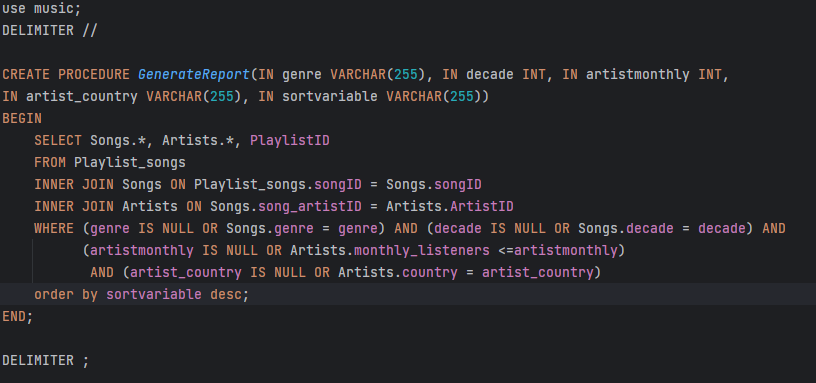 use music;
DELIMITER //

CREATE PROCEDURE GenerateReport(IN genre VARCHAR(255), IN decade INT, IN artistmonthly INT,
IN artist_country VARCHAR(255), IN sortvariable VARCHAR(255))
BEGIN
    SELECT Songs.*, Artists.*, PlaylistID
    FROM Playlist_songs
    INNER JOIN Songs ON Playlist_songs.songID = Songs.songID
    INNER JOIN Artists ON Songs.song_artistID = Artists.ArtistID
    WHERE (genre IS NULL OR Songs.genre = genre) AND (decade IS NULL OR Songs.decade = decade) AND
          (artistmonthly IS NULL OR Artists.monthly_listeners <=artistmonthly)
           AND (artist_country IS NULL OR Artists.country = artist_country)
    order by sortvariable desc;
END;

DELIMITER ;